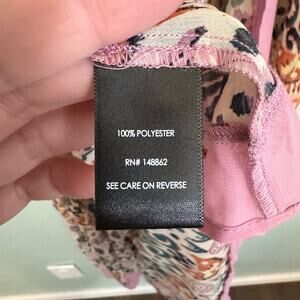 100% POLYESTER
RN# 148862
SEE CARE ON REVERSE